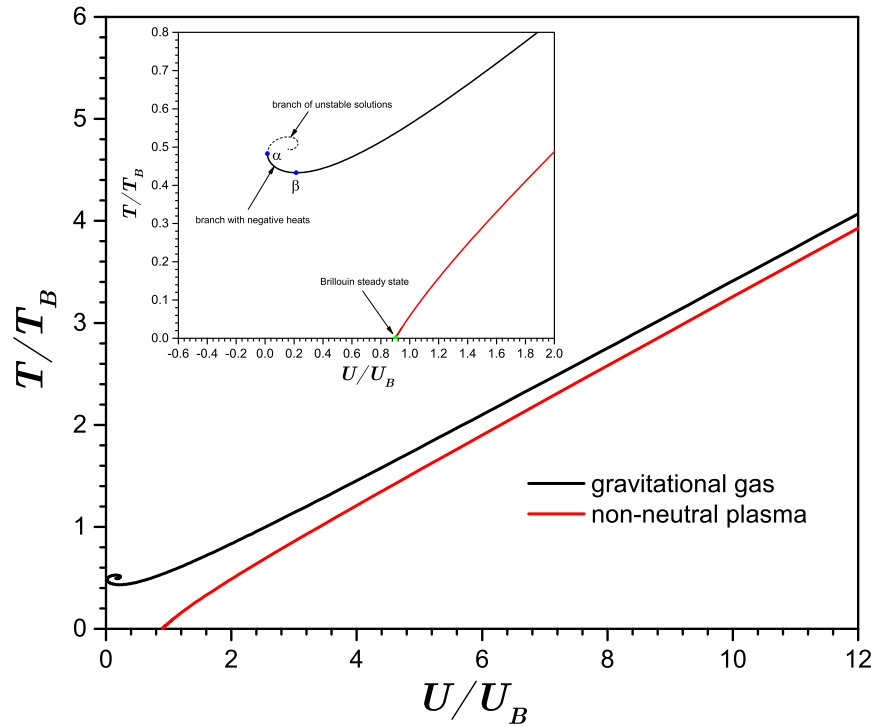 6
5
4
3
2
1
0
T/T_B
0 2 4 6 8 10 12
U/U_B
0.8
0.7
0.6
0.5
0.4
0.3
0.2
0.1
0.0
T/T_B
-0.6 -0.4 -0.2 0.0 0.2 0.4 0.6 0.8 1.0 1.2 1.4 1.6 1.8 2.0
U/U_B
branch of unstable solutions
α
β
branch with negative heats
Brillouin steady state
gravitational gas
non-neutral plasma